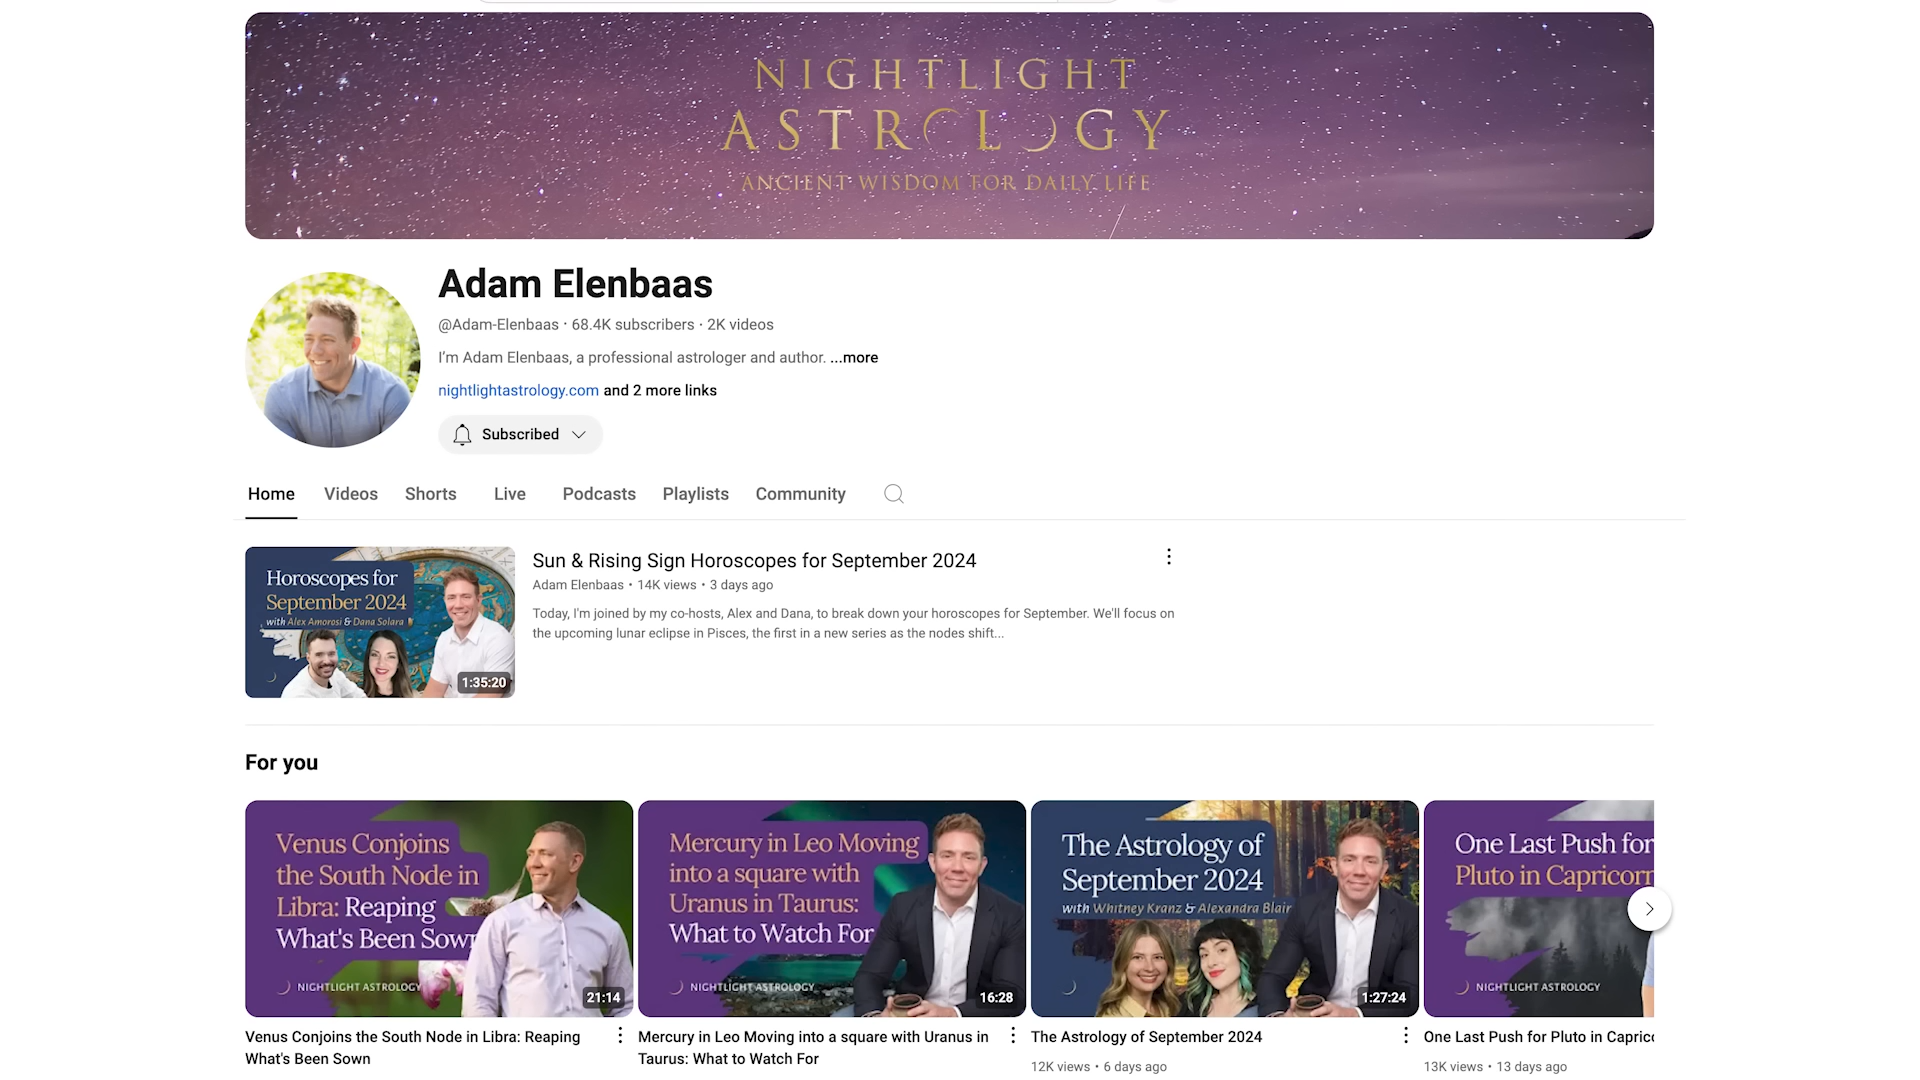 NIGHTLIGHT
ASTROLOGY
ANCIENT WISDOM FOR DAILY LIFE
Adam Elenbaas
@Adam-Elenbaas · 68.4K subscribers · 2K videos
I'm Adam Elenbaas, a professional astrologer and author. ...more
nightlightastrology.com and 2 more links
Subscribed
Home Videos Shorts Live Podcasts Playlists Community
Horoscopes for
September 2024
with Alex Amorosi & Dana Solara
1:35:20
Sun & Rising Sign Horoscopes for September 2024
Adam Elenbaas • 14K views • 3 days ago
Today, I'm joined by my co-hosts, Alex and Dana, to break down your horoscopes for September. We'll focus on
the upcoming lunar eclipse in Pisces, the first in a new series as the nodes shift...
For you
Venus Conjoins
the South Node in
Libra: Reaping
What's Been Sown
NIGHTLIGHT ASTROLOGY
21:14
Venus Conjoins the South Node in Libra: Reaping
What's Been Sown
Mercury in Leo Moving
into a square with
Uranus in Taurus:
What to Watch For
NIGHTLIGHT ASTROLOGY
16:28
Mercury in Leo Moving into a square with Uranus in
Taurus: What to Watch For
The Astrology of
September 2024
with Whitney Kranz & Alexandra Blair
1:27:24
The Astrology of September 2024
12K views • 6 days ago
One Last Push for
Pluto in Capricorn
NIGHTLIGHT ASTROLOGY
One Last Push for Pluto in Caprico
13K views • 13 days ago